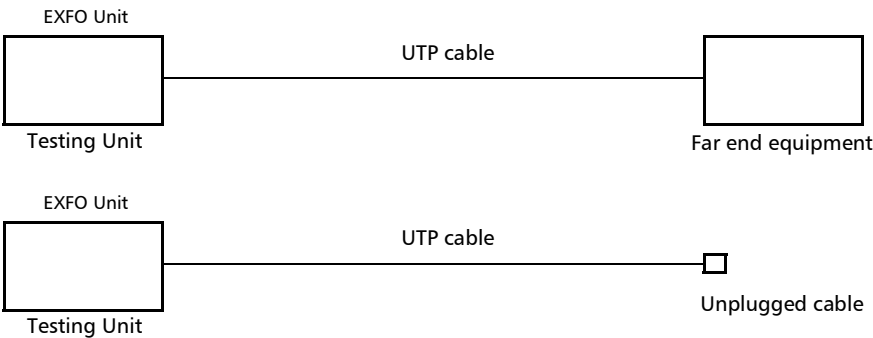 EXFO Unit
UTP cable
Testing Unit
Far end equipment
EXFO Unit
UTP cable
Unplugged cable
Testing Unit